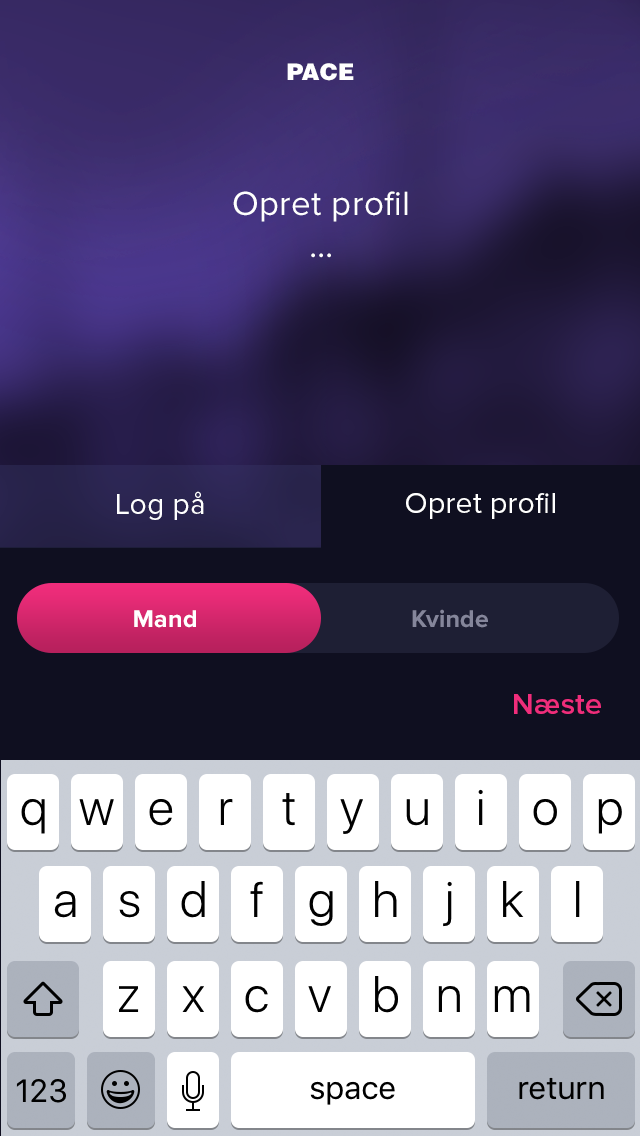 PACE
Opret profil
...
Log på
Opret profil
Mand
Kvinde
Næste
q w e r t y u i o p
a s d f g h j k l
z x c v b n m
123
space
return